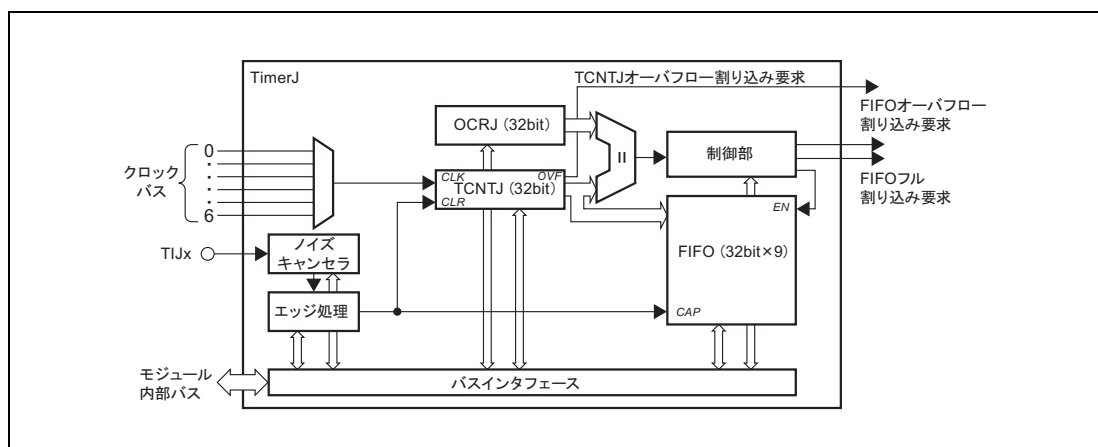 TimerJ
TCNTJオーバフロー割り込み要求
FIFOオーバフロー
割り込み要求
OCRJ (32bit)
=
制御部
クロック
バス
0
:
:
6
CLK
OVF
TCNTJ (32bit)
CLR
FIFOフル
割り込み要求
EN
FIFO (32bit×9)
CAP
TIJx
ノイズ
キャンセラ
エッジ処理
モジュール
内部バス
バスインタフェース